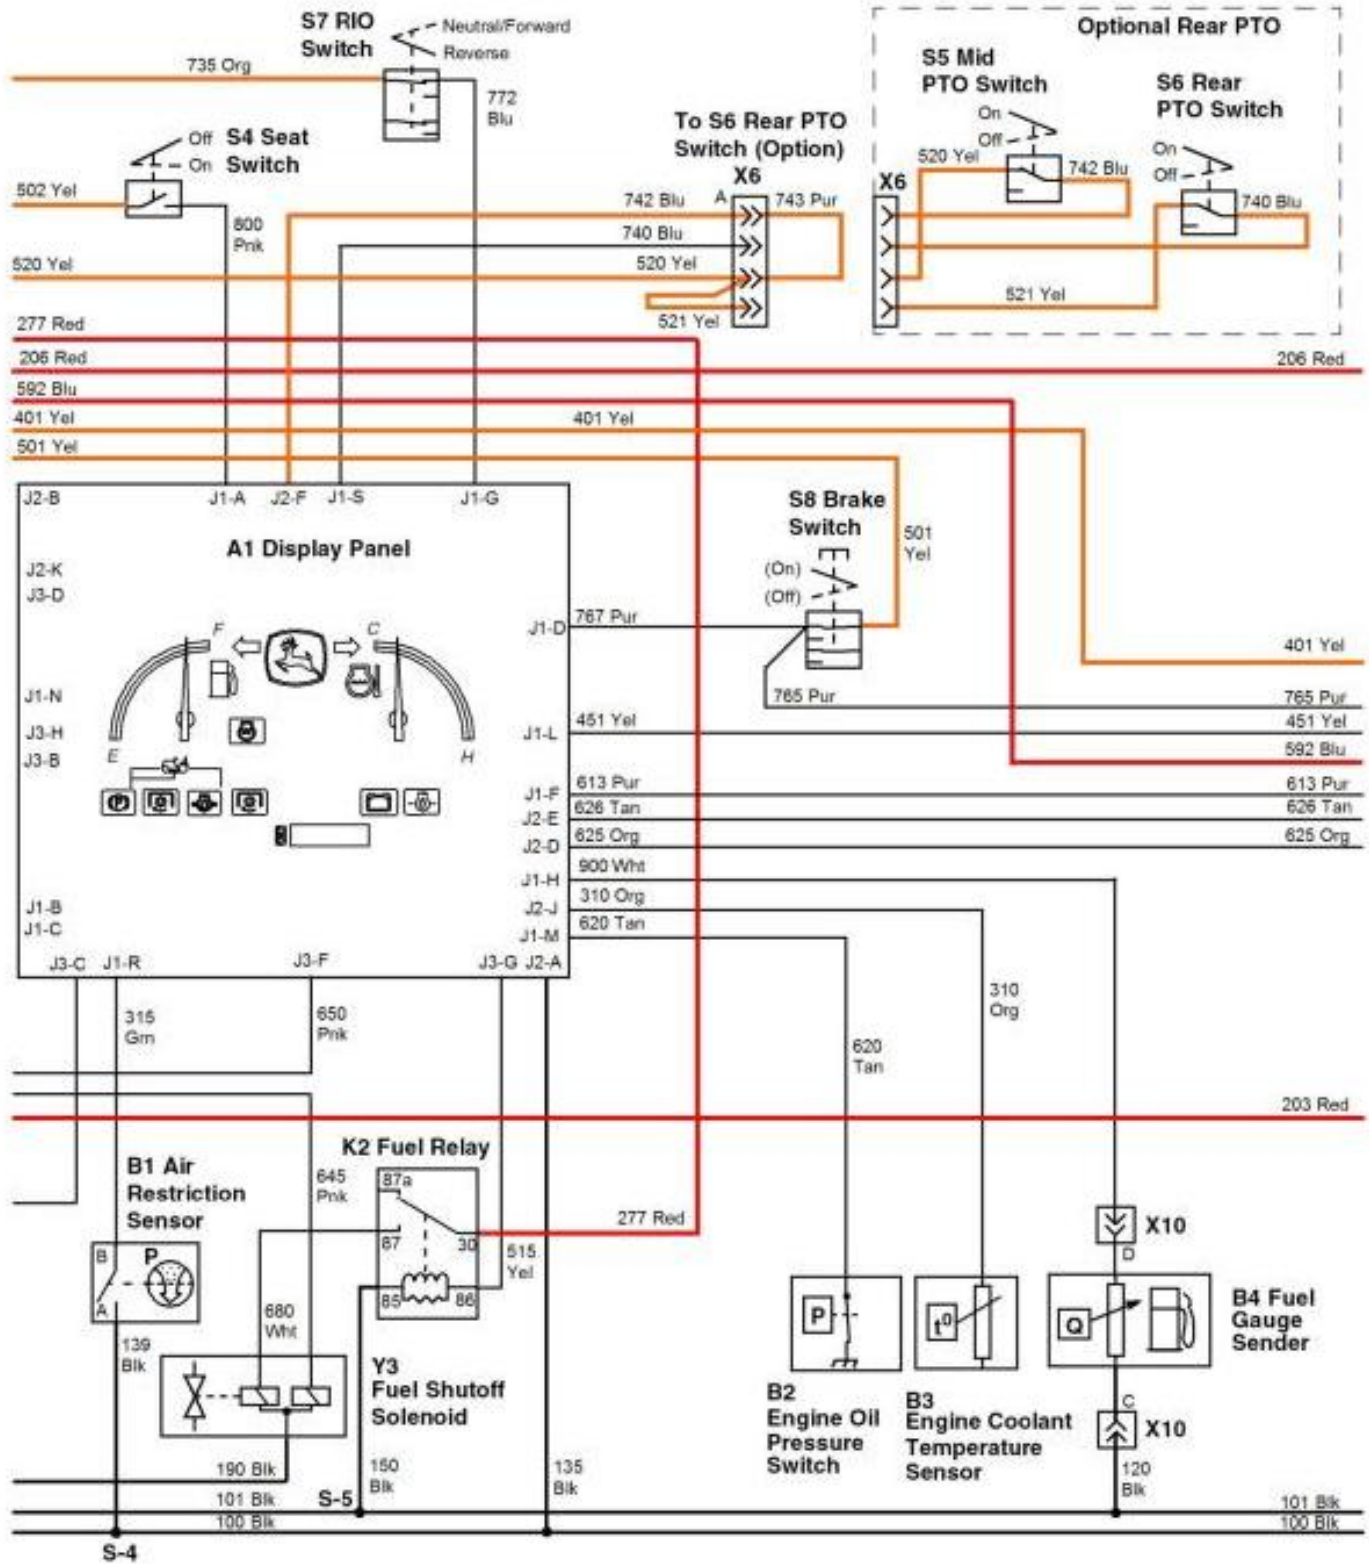 S7 RIO
Switch
Neutral/Forward
Reverse
735 Org
772
Blu
Off
On
S4 Seat
Switch
502 Yel
800
Pnk
To S6 Rear PTO
Switch (Option)
X6
742 Blu
A
743 Pur
740 Blu
520 Yel
520 Yel
521 Yel
Optional Rear PTO
S5 Mid
PTO Switch
On
Off
S6 Rear
PTO Switch
On
Off
520 Yel
742 Blu
X6
740 Blu
521 Yel
277 Red
206 Red
206 Red
592 Blu
401 Yel
401 Yel
501 Yel
J2-B
J1-A
J2-F
J1-S
J1-G
A1 Display Panel
J2-K
J3-D
J1-N
J3-H
J3-B
J1-B
J1-C
F
C
E
H
P
S8 Brake
Switch
(On)
(Off)
501
Yel
J1-D
767 Pur
401 Yel
765 Pur
765 Pur
J1-L
451 Yel
451 Yel
592 Blu
J1-F
613 Pur
613 Pur
J2-E
626 Tan
626 Tan
J2-D
625 Org
625 Org
J1-H
900 Wht
J2-J
310 Org
J1-M
620 Tan
J3-C
J1-R
J3-F
J3-G
J2-A
315
Grn
650
Pnk
310
Org
620
Tan
203 Red
K2 Fuel Relay
87a
87
30
85
86
277 Red
515
Yel
B1 Air
Restriction
Sensor
B
P
A
645
Pnk
680
Wht
139
Blk
Y3
Fuel Shutoff
Solenoid
X10
D
P
t⁰
Q
B4 Fuel
Gauge
Sender
B2
Engine Oil
Pressure
Switch
B3
Engine Coolant
Temperature
Sensor
C
X10
190 Blk
150
Blk
135
Blk
120
Blk
101 Blk
S-5
101 Blk
100 Blk
100 Blk
S-4